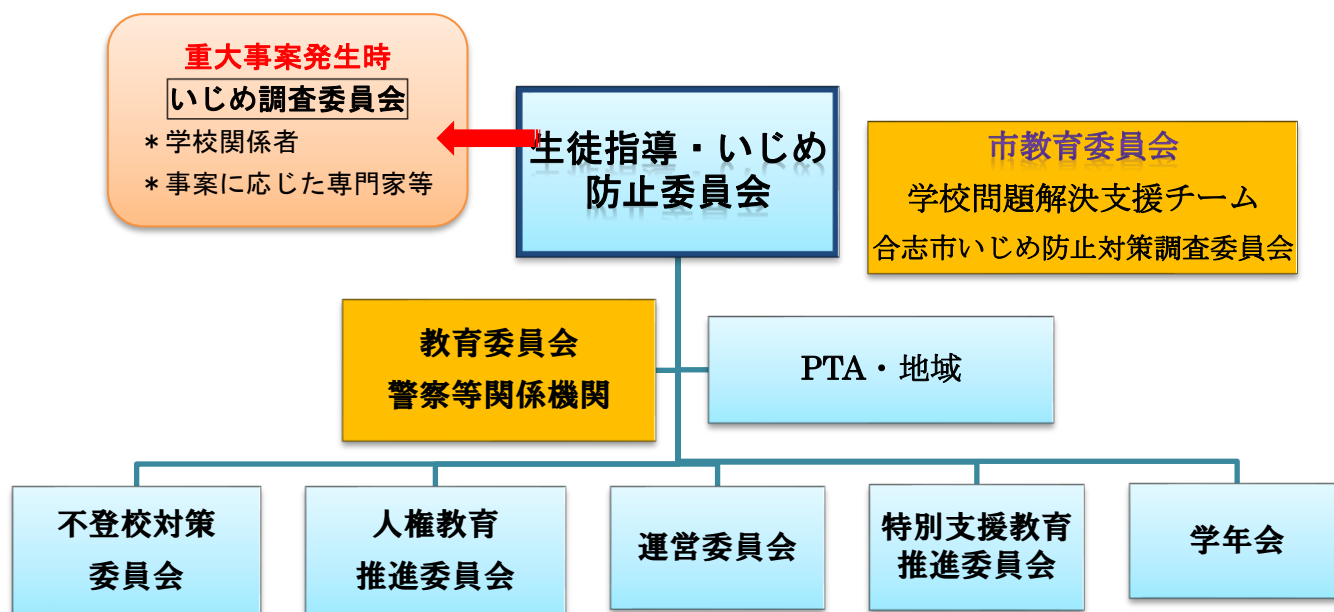 重大事案発生時
いじめ調査委員会
＊学校関係者
＊事案に応じた専門家等
生徒指導・いじめ
防止委員会
市教育委員会
学校問題解決支援チーム
合志市いじめ防止対策調査委員会
教育委員会
警察等関係機関
PTA・地域
不登校対策
委員会
人権教育
推進委員会
運営委員会
特別支援教育
推進委員会
学年会